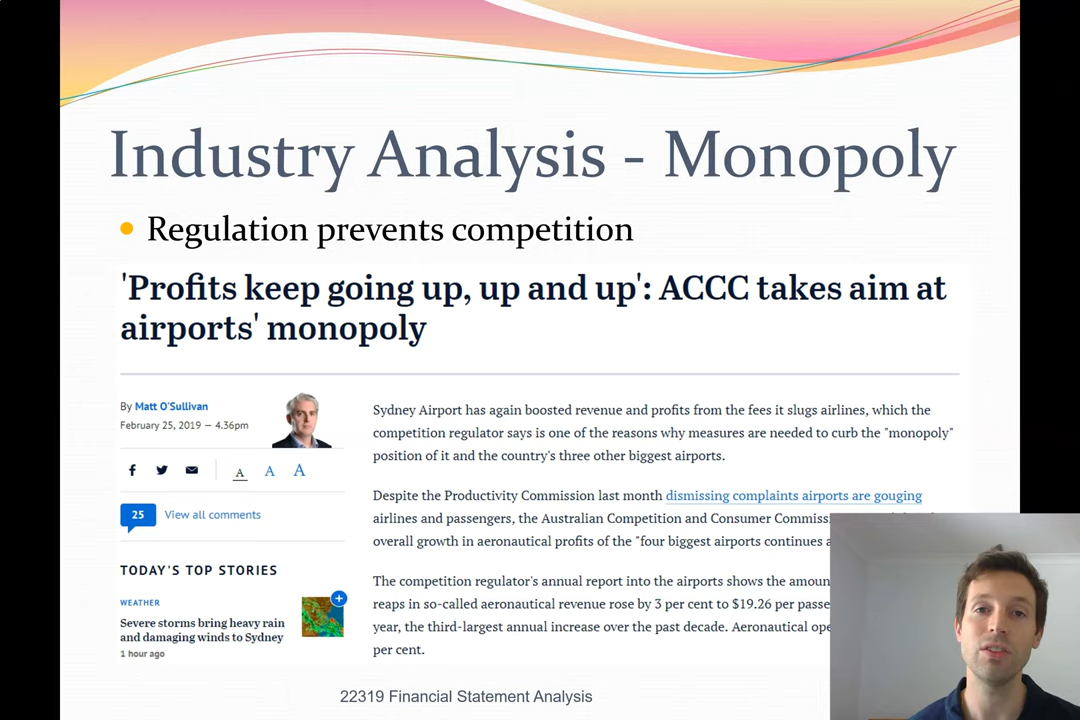 Industry Analysis - Monopoly
Regulation prevents competition
'Profits keep going up, up and up': ACCC takes aim at
airports' monopoly
By Matt O'Sullivan
February 25, 2019 — 4.36pm
A A A
25 View all comments
TODAY'S TOP STORIES
WEATHER
Severe storms bring heavy rain
and damaging winds to Sydney
1 hour ago
Sydney Airport has again boosted revenue and profits from the fees it slugs airlines, which the
competition regulator says is one of the reasons why measures are needed to curb the "monopoly"
position of it and the country's three other biggest airports.
Despite the Productivity Commission last month dismissing complaints airports are gouging
airlines and passengers, the Australian Competition and Consumer
overall growth in aeronautical profits of the "four biggest airports continues
The competition regulator's annual report into the airports shows the
reaps in so-called aeronautical revenue rose by 3 per cent to $19.26 per
year, the third-largest annual increase over the past decade. Aeronautical
per cent.
22319 Financial Statement Analysis